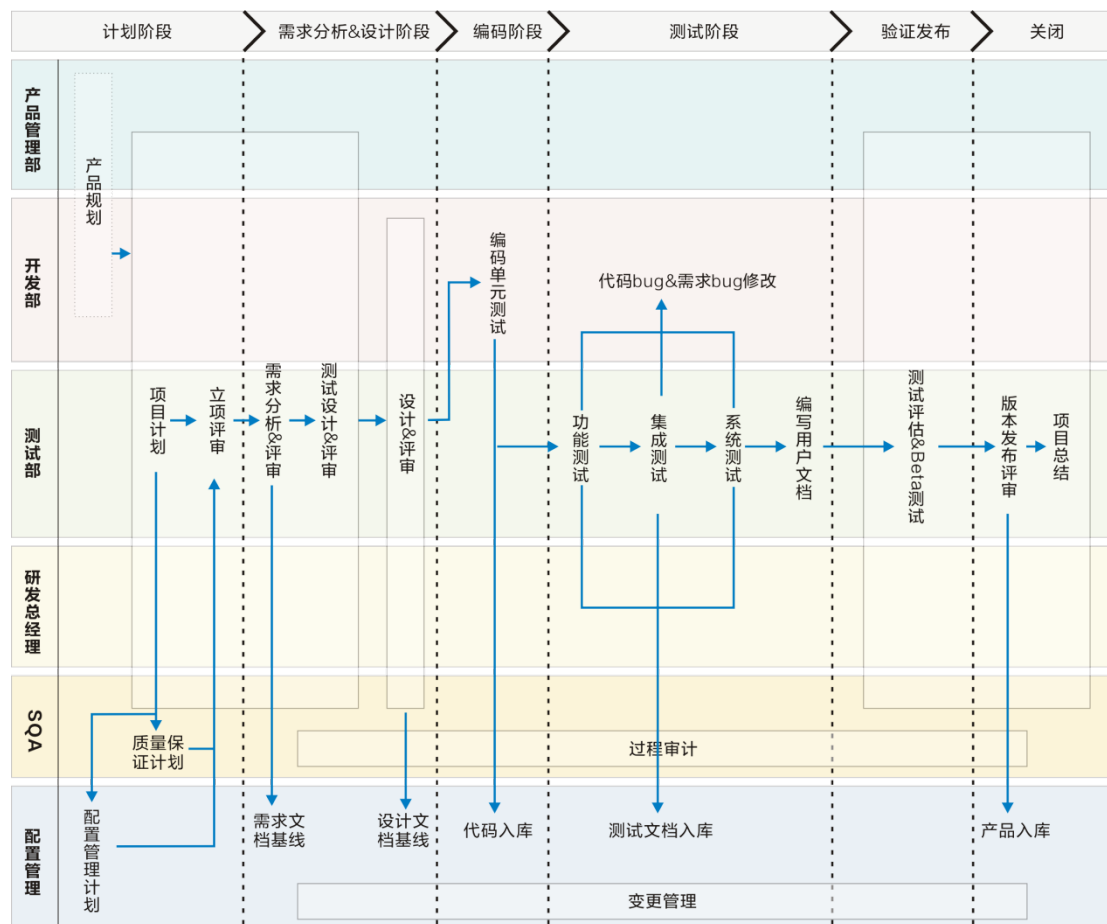 计划阶段
需求分析&设计阶段
编码阶段
测试阶段
验证发布
关闭
产品管理部
产品规划
开发部
编码单元测试
代码bug&需求bug修改
测试部
项目计划
立项评审
需求分析&评审
测试设计&评审
设计&评审
功能测试
集成测试
系统测试
编写用户文档
测试评估&Beta测试
版本发布评审
项目总结
研发总经理
SQA
质量保
证计划
过程审计
配置管理
配置管理计划
需求文
档基线
设计文
档基线
代码入库
测试文档入库
产品入库
变更管理